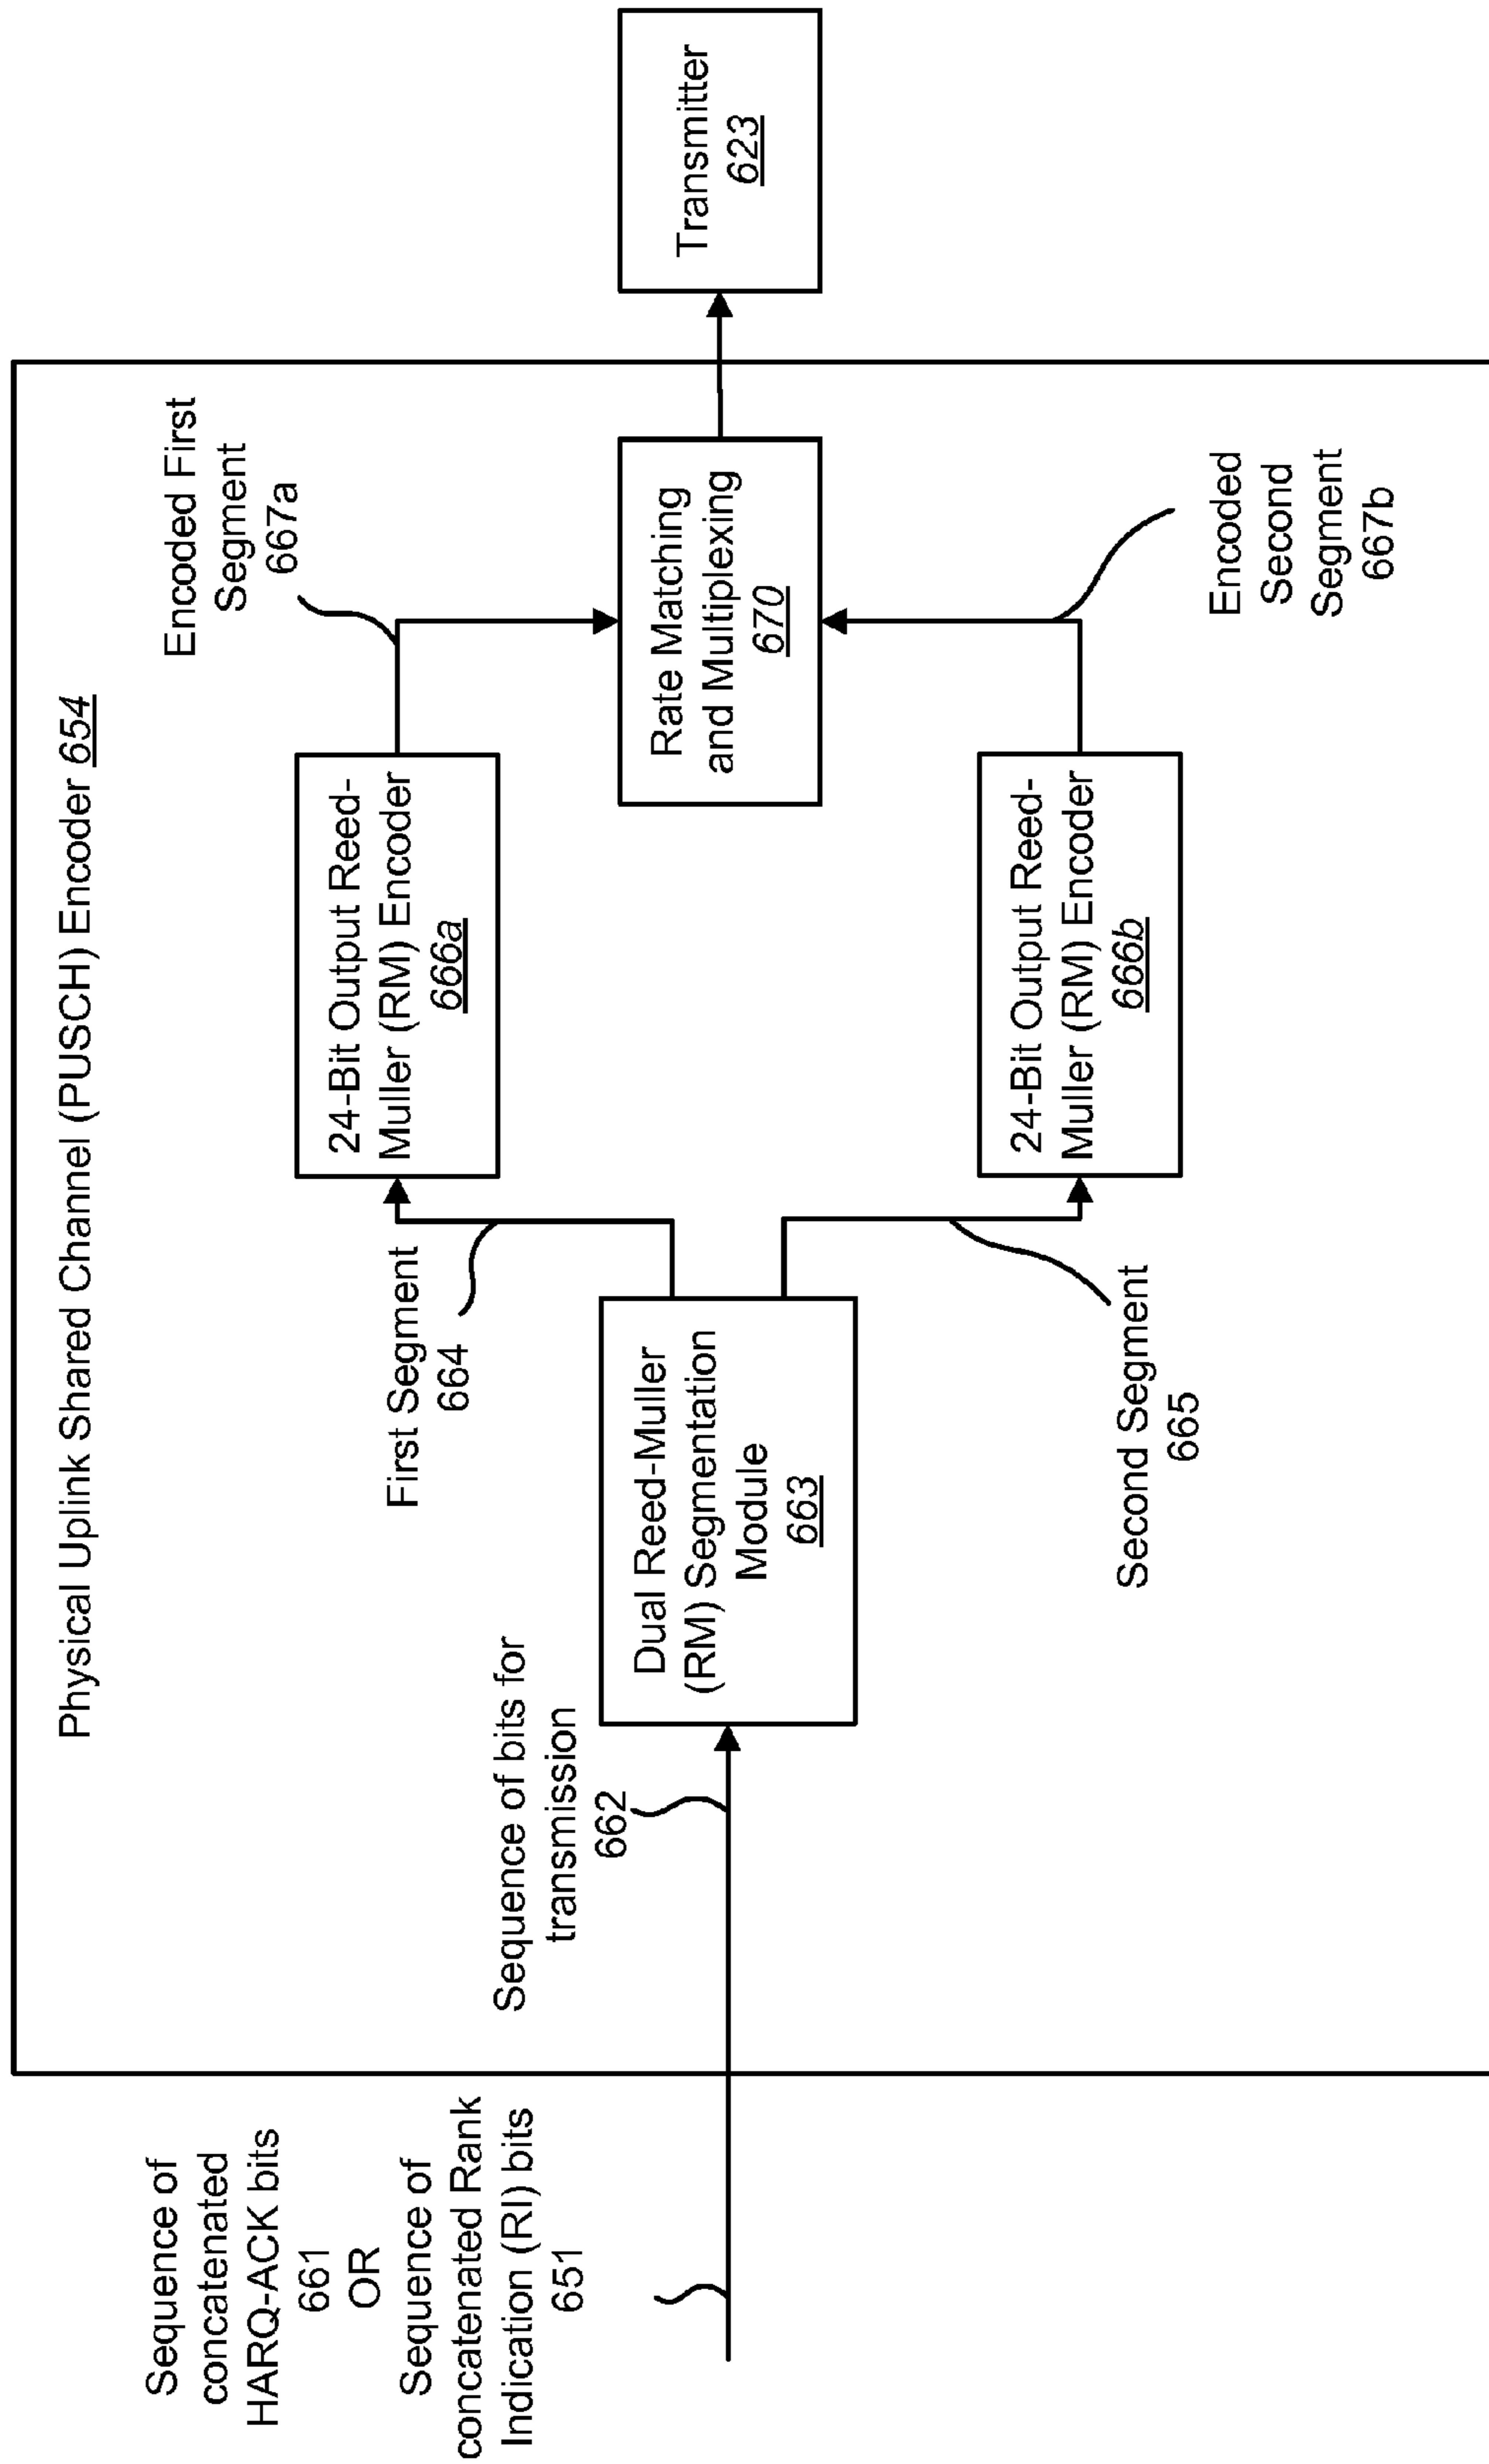 Physical Uplink Shared Channel (PUSCH) Encoder 654
Sequence of
concatenated
HARQ-ACK bits
661
OR
Sequence of
concatenated Rank
Indication (RI) bits
651
Sequence of bits for
transmission
662
Dual Reed-Muller
(RM) Segmentation
Module
663
First Segment
664
Second Segment
665
24-Bit Output Reed-
Muller (RM) Encoder
666a
24-Bit Output Reed-
Muller (RM) Encoder
666b
Encoded First
Segment
667a
Rate Matching
and Multiplexing
670
Encoded
Second
Segment
667b
Transmitter
623